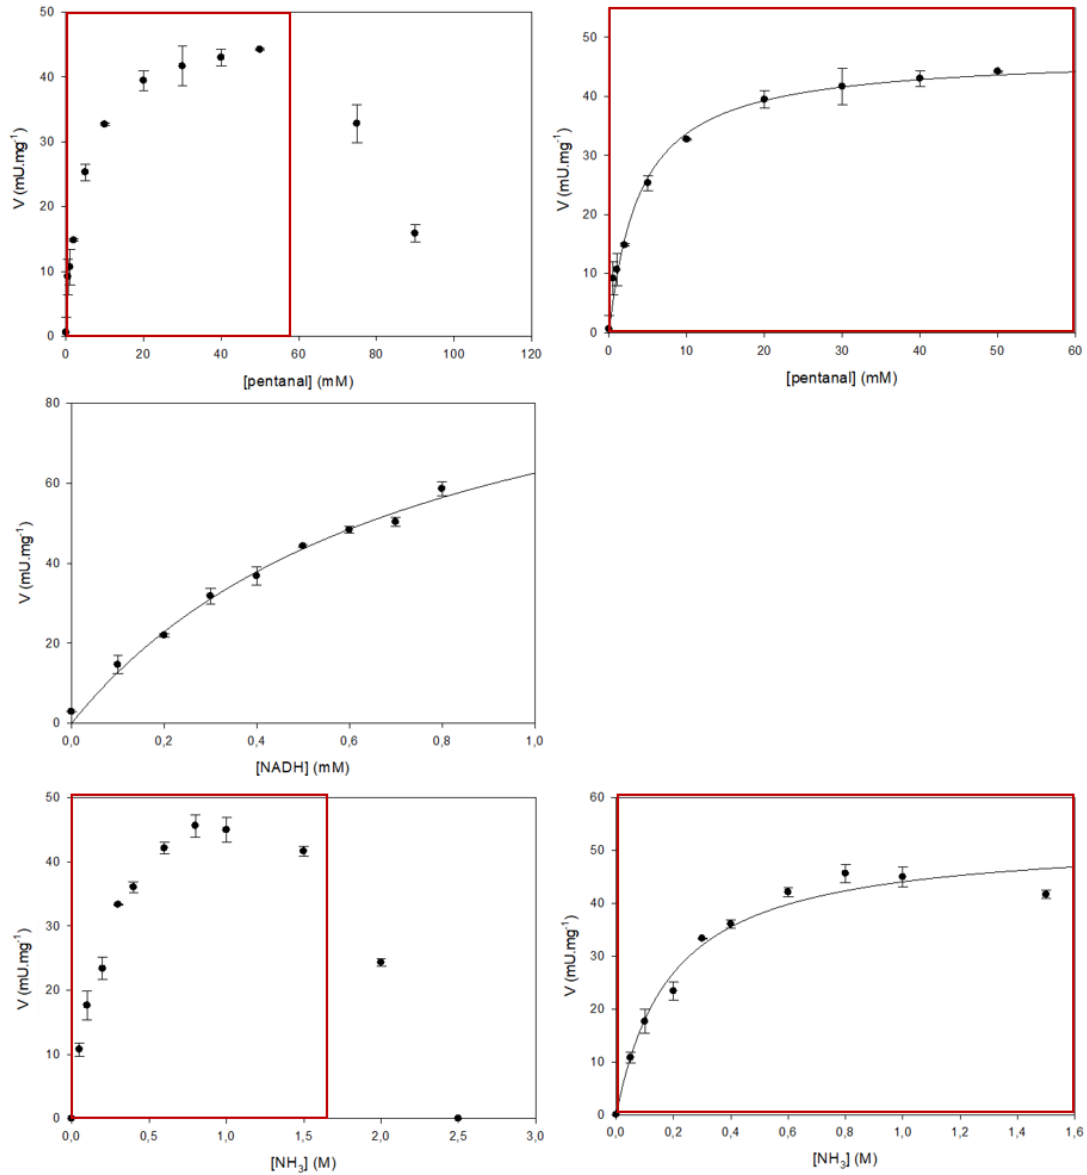 50
40
30
20
10
0
V (mU.mg-1)
0 20 40 60 80 100 120
[pentanal] (mM)
50
40
30
20
10
0
V (mU.mg-1)
0 10 20 30 40 50 60
[pentanal] (mM)
80
60
40
20
0
V (mU.mg-1)
0,0 0,2 0,4 0,6 0,8 1,0
[NADH] (mM)
50
40
30
20
10
0
V (mU.mg-1)
0,0 0,5 1,0 1,5 2,0 2,5 3,0
[NH3] (M)
60
50
40
30
20
10
0
V (mU.mg-1)
0,0 0,2 0,4 0,6 0,8 1,0 1,2 1,4 1,6
[NH3] (M)